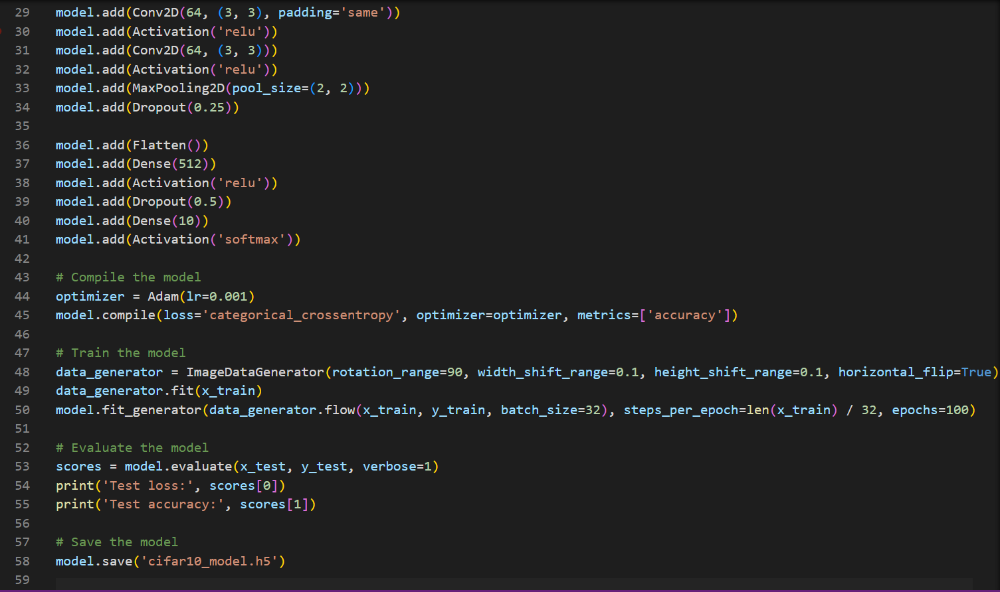 29 model.add(Conv2D(64, (3, 3), padding='same'))
30 model.add(Activation('relu'))
31 model.add(Conv2D(64, (3, 3)))
32 model.add(Activation('relu'))
33 model.add(MaxPooling2D(pool_size=(2, 2)))
34 model.add(Dropout(0.25))
35
36 model.add(Flatten())
37 model.add(Dense(512))
38 model.add(Activation('relu'))
39 model.add(Dropout(0.5))
40 model.add(Dense(10))
41 model.add(Activation('softmax'))
42
43 # Compile the model
44 optimizer = Adam(lr=0.001)
45 model.compile(loss='categorical_crossentropy', optimizer=optimizer, metrics=['accuracy'])
46
47 # Train the model
48 data_generator = ImageDataGenerator(rotation_range=90, width_shift_range=0.1, height_shift_range=0.1, horizontal_flip=True)
49 data_generator.fit(x_train)
50 model.fit_generator(data_generator.flow(x_train, y_train, batch_size=32), steps_per_epoch=len(x_train) / 32, epochs=100)
51
52 # Evaluate the model
53 scores = model.evaluate(x_test, y_test, verbose=1)
54 print('Test loss:', scores[0])
55 print('Test accuracy:', scores[1])
56
57 # Save the model
58 model.save('cifar10_model.h5')
59